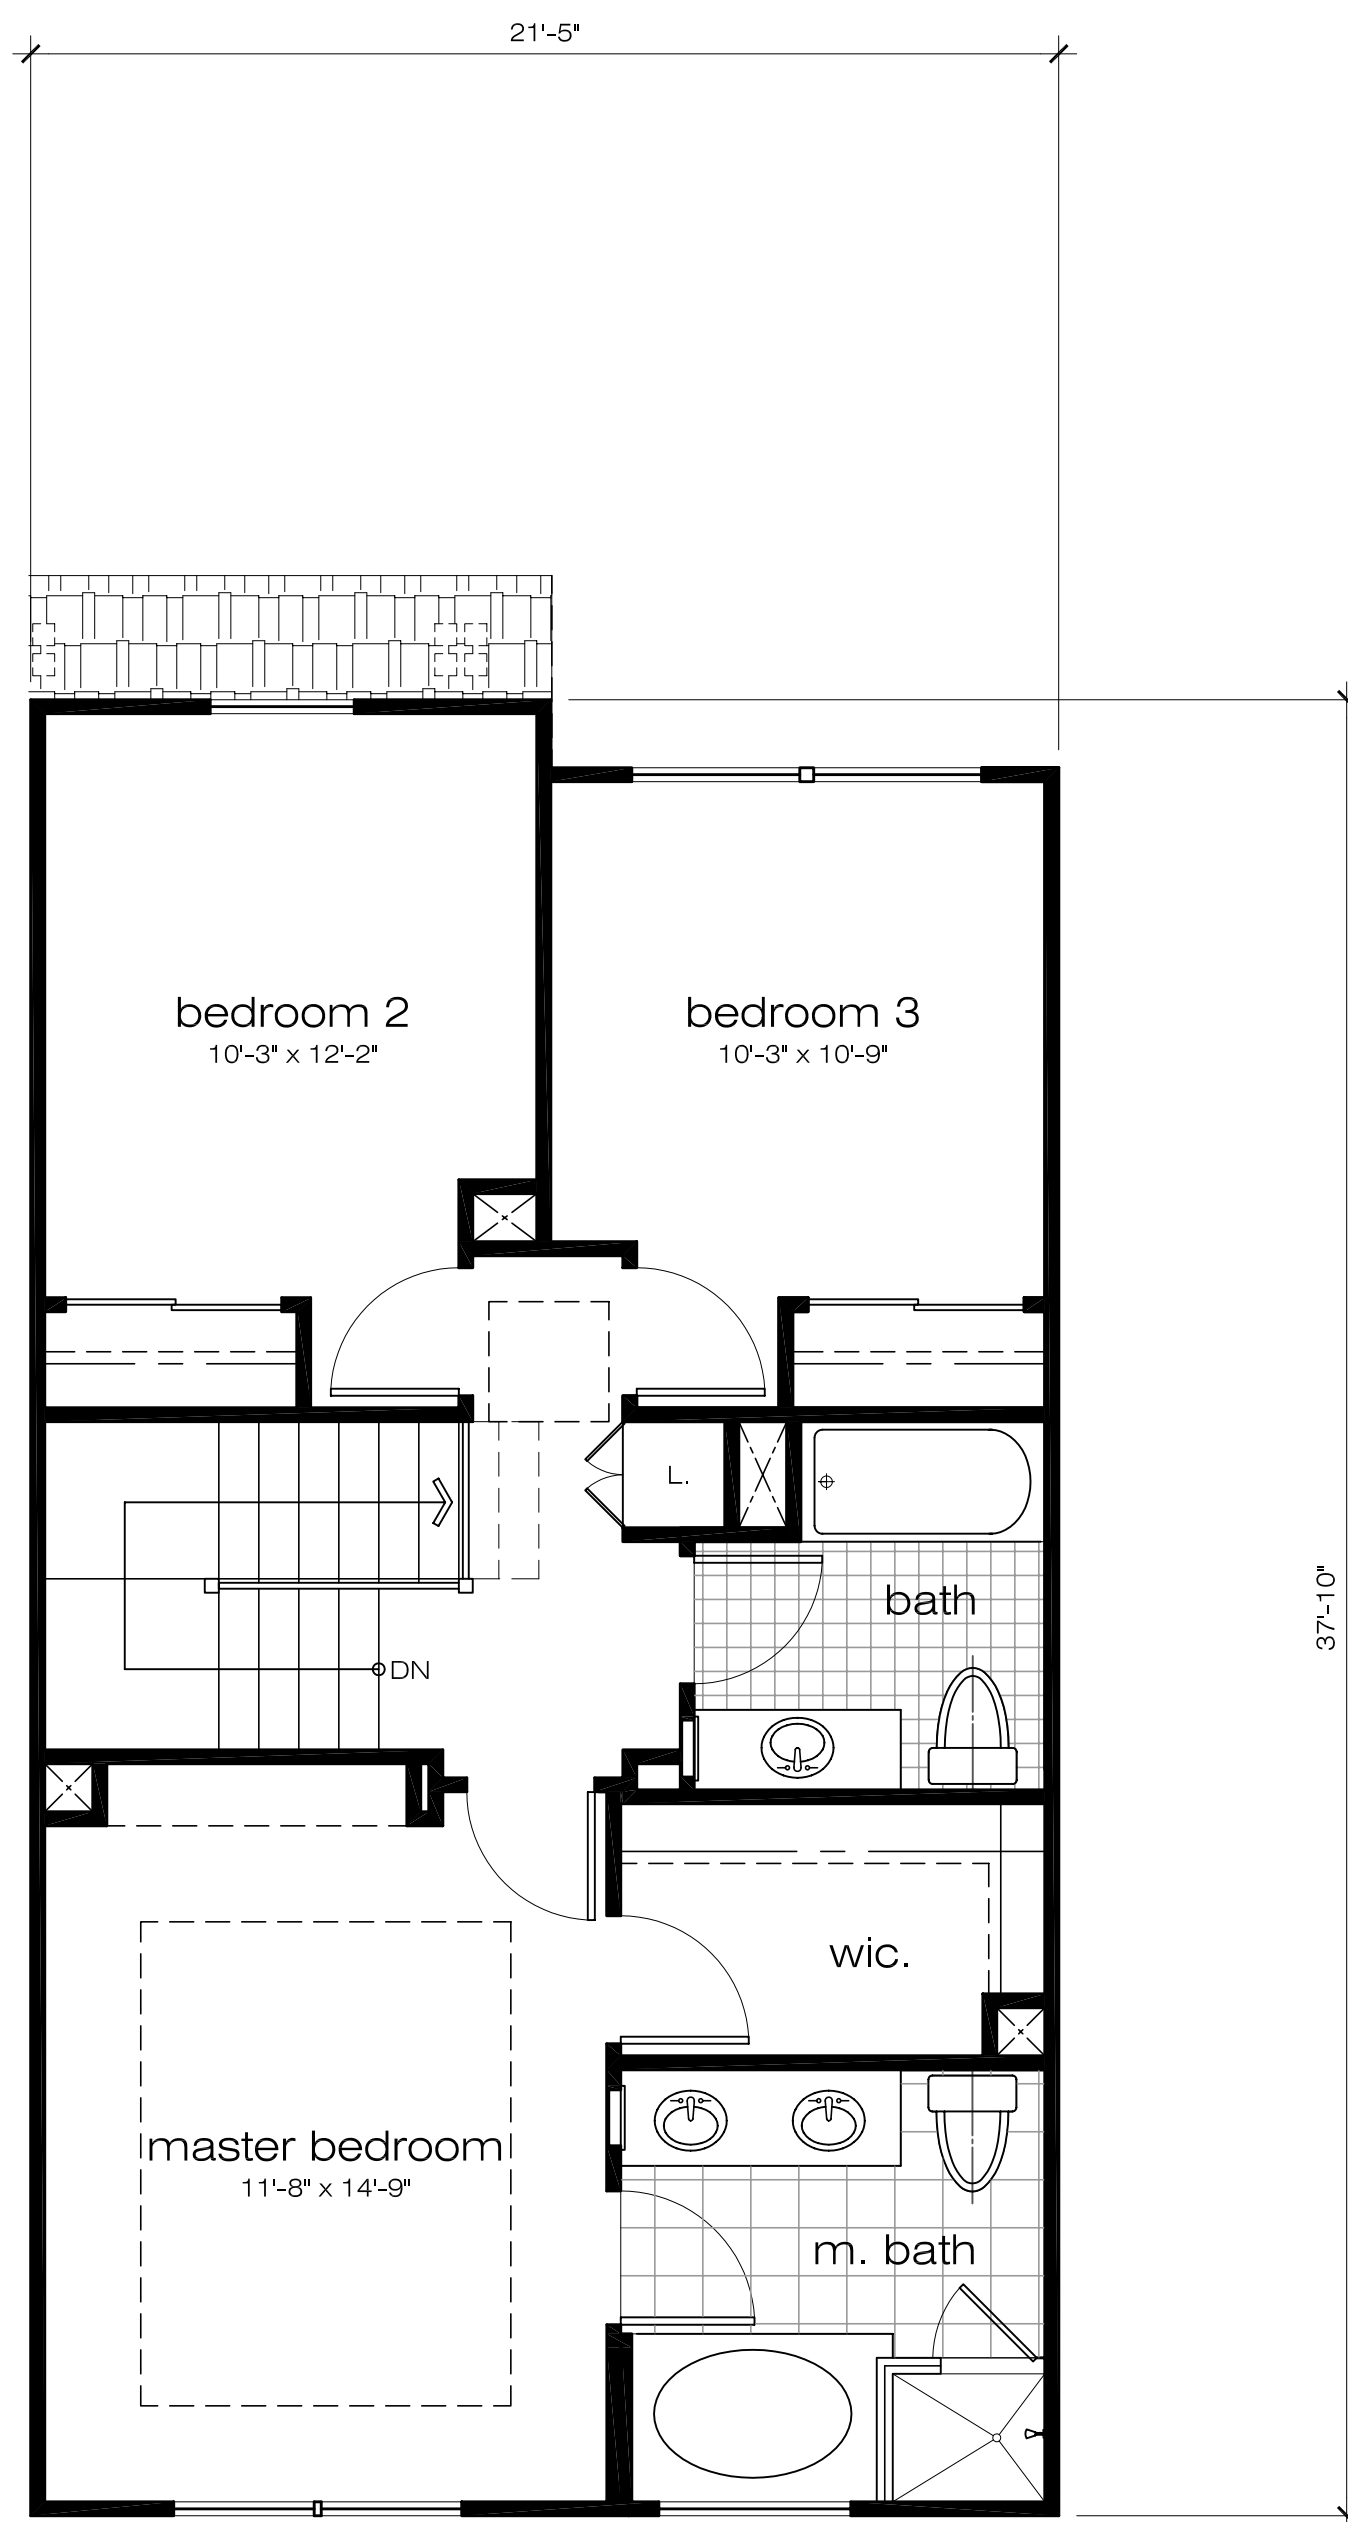 21'-5"
bedroom 2
10'-3" x 12'-2"
bedroom 3
10'-3" x 10'-9"
L.
bath
37'-10"
DN
wic.
master bedroom
11'-8" x 14'-9"
m. bath